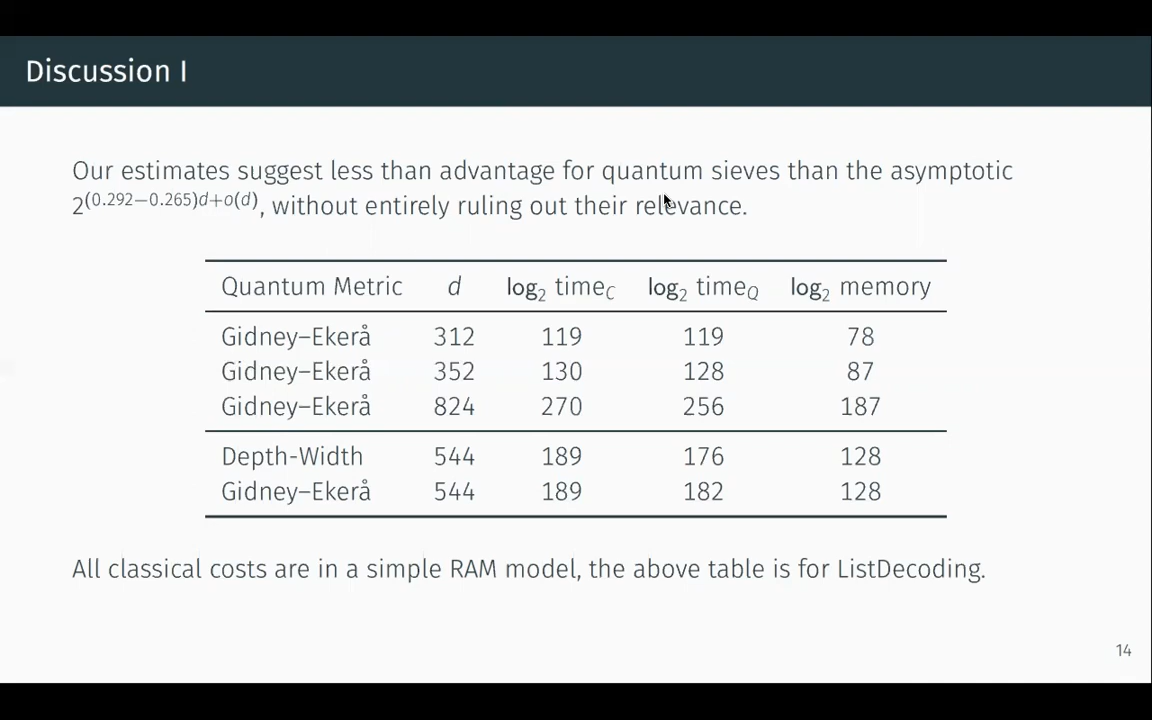 Discussion I
Our estimates suggest less than advantage for quantum sieves than the asymptotic
2^(0.292−0.265)d+o(d), without entirely ruling out their relevance.
Quantum Metric d log₂ time_C log₂ time_Q log₂ memory
Gidney–Ekerå 312 119 119 78
Gidney–Ekerå 352 130 128 87
Gidney–Ekerå 824 270 256 187
Depth-Width 544 189 176 128
Gidney–Ekerå 544 189 182 128
All classical costs are in a simple RAM model, the above table is for ListDecoding.
14